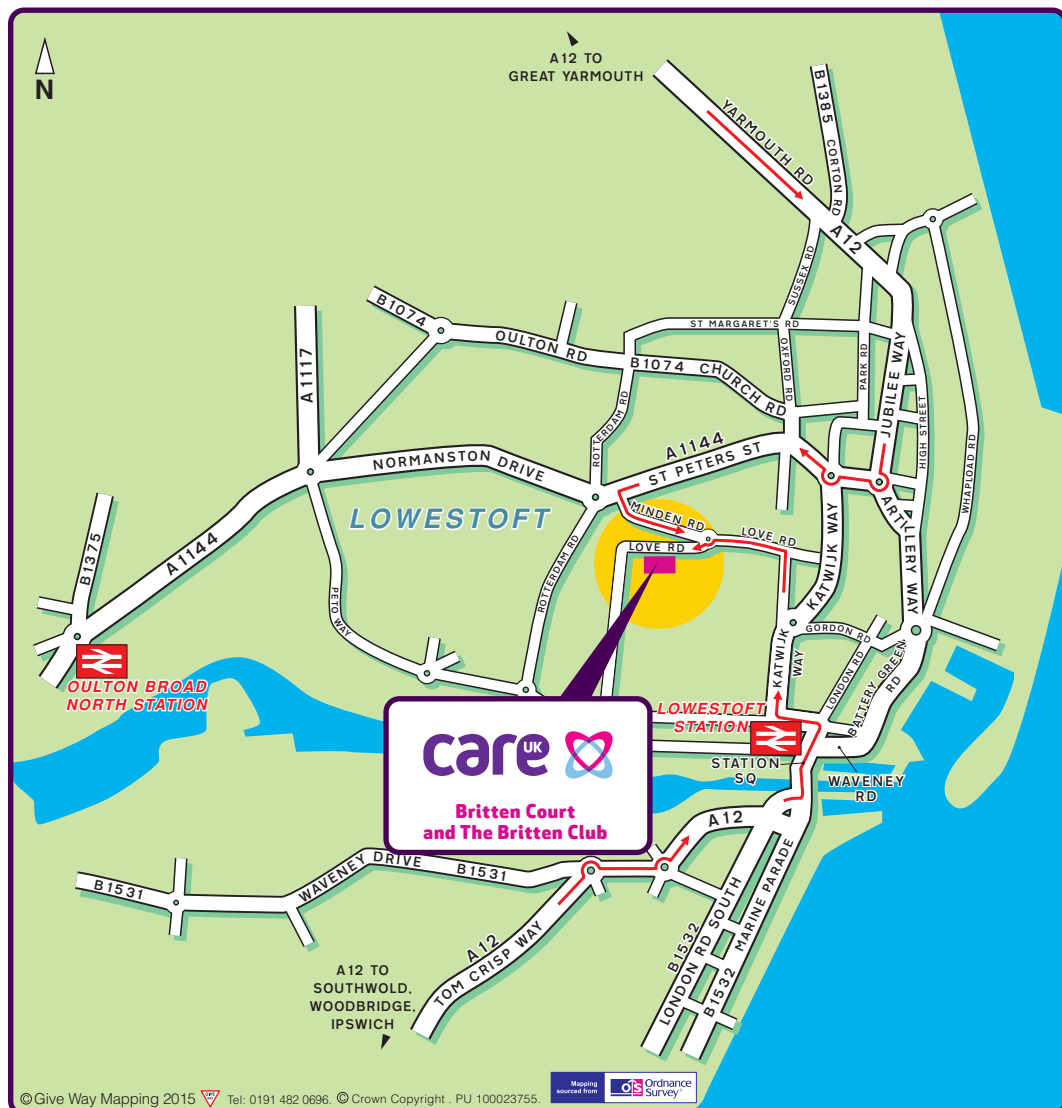 N
A12 TO
GREAT YARMOUTH
YARMOUTH RD
B1385
CORTON RD
A12
SUSSEX RD
B1074
ST MARGARET'S RD
OULTON RD
A1117
B1074
CHURCH RD
OXFORD RD
PARK RD
JUBILEE WAY
HIGH STREET
WHAPLOAD RD
ROTTERDAM RD
A1144
ST PETERS ST
NORMANSTON DRIVE
LOWESTOFT
MINDEN RD
LOVE RD
LOVE RD
KATWIJK WAY
ARTILLERY WAY
B1375
A1144
PETO WAY
ROTTERDAM RD
GORDON RD
KATWIJK
WAY
LONDON RD
BATTERY GREEN
RD
OULTON BROAD
NORTH STATION
LOWESTOFT
STATION
STATION
SQ
WAVENEY
RD
care UK
Britten Court
and The Britten Club
A12
B1531
WAVENEY DRIVE
B1531
A12
TOM CRISP WAY
B1532
LONDON RD SOUTH
B1532
MARINE PARADE
A12 TO
SOUTHWOLD,
WOODBRIDGE,
IPSWICH
Mapping
sourced from
OS Ordnance
Survey®
©Give Way Mapping 2015 GIVE WAY Tel: 0191 482 0696. © Crown Copyright . PU 100023755.